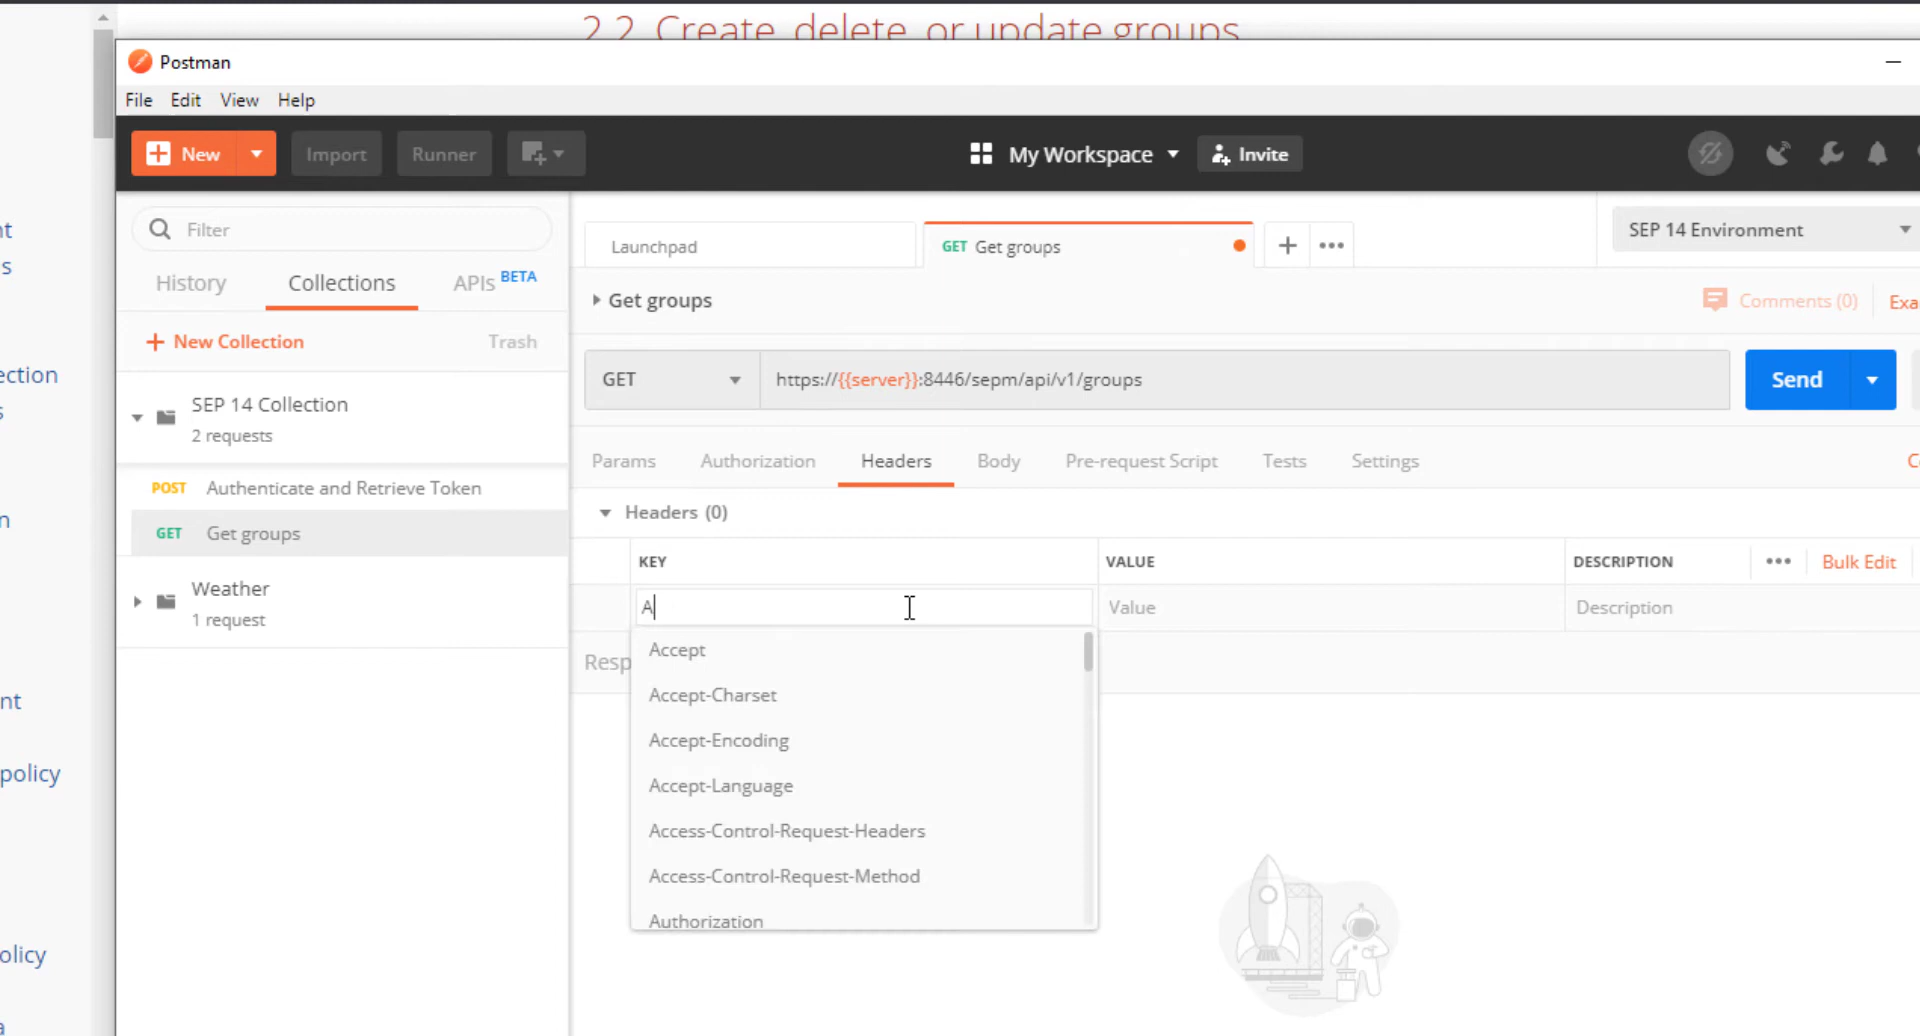 2.2. Create, delete, or update groups
Postman
File Edit View Help
New Import Runner My Workspace Invite
Filter
History Collections APIs BETA
New Collection Trash
SEP 14 Collection
2 requests
POST Authenticate and Retrieve Token
GET Get groups
Weather
1 request
Launchpad GET Get groups SEP 14 Environment
Get groups Comments (0) Exa
GET https://{{server}}:8446/sepm/api/v1/groups Send
Params Authorization Headers Body Pre-request Script Tests Settings
Headers (0)
KEY VALUE DESCRIPTION Bulk Edit
A Value Description
Resp
Accept
Accept-Charset
Accept-Encoding
Accept-Language
Access-Control-Request-Headers
Access-Control-Request-Method
Authorization
nt
s
ection
s
n
nt
policy
olicy